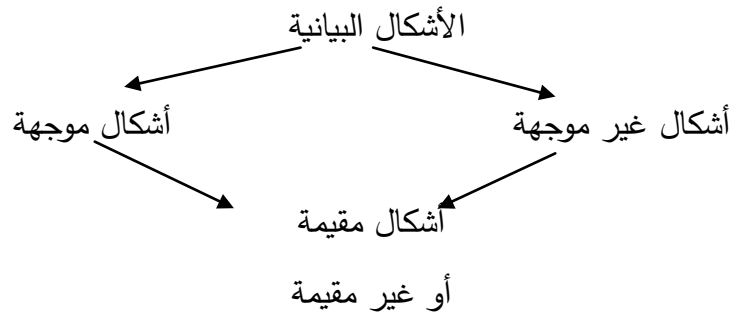 الأشكال البيانية
أشكال غير موجهة
أشكال موجهة
أشكال مقيمة
أو غير مقيمة